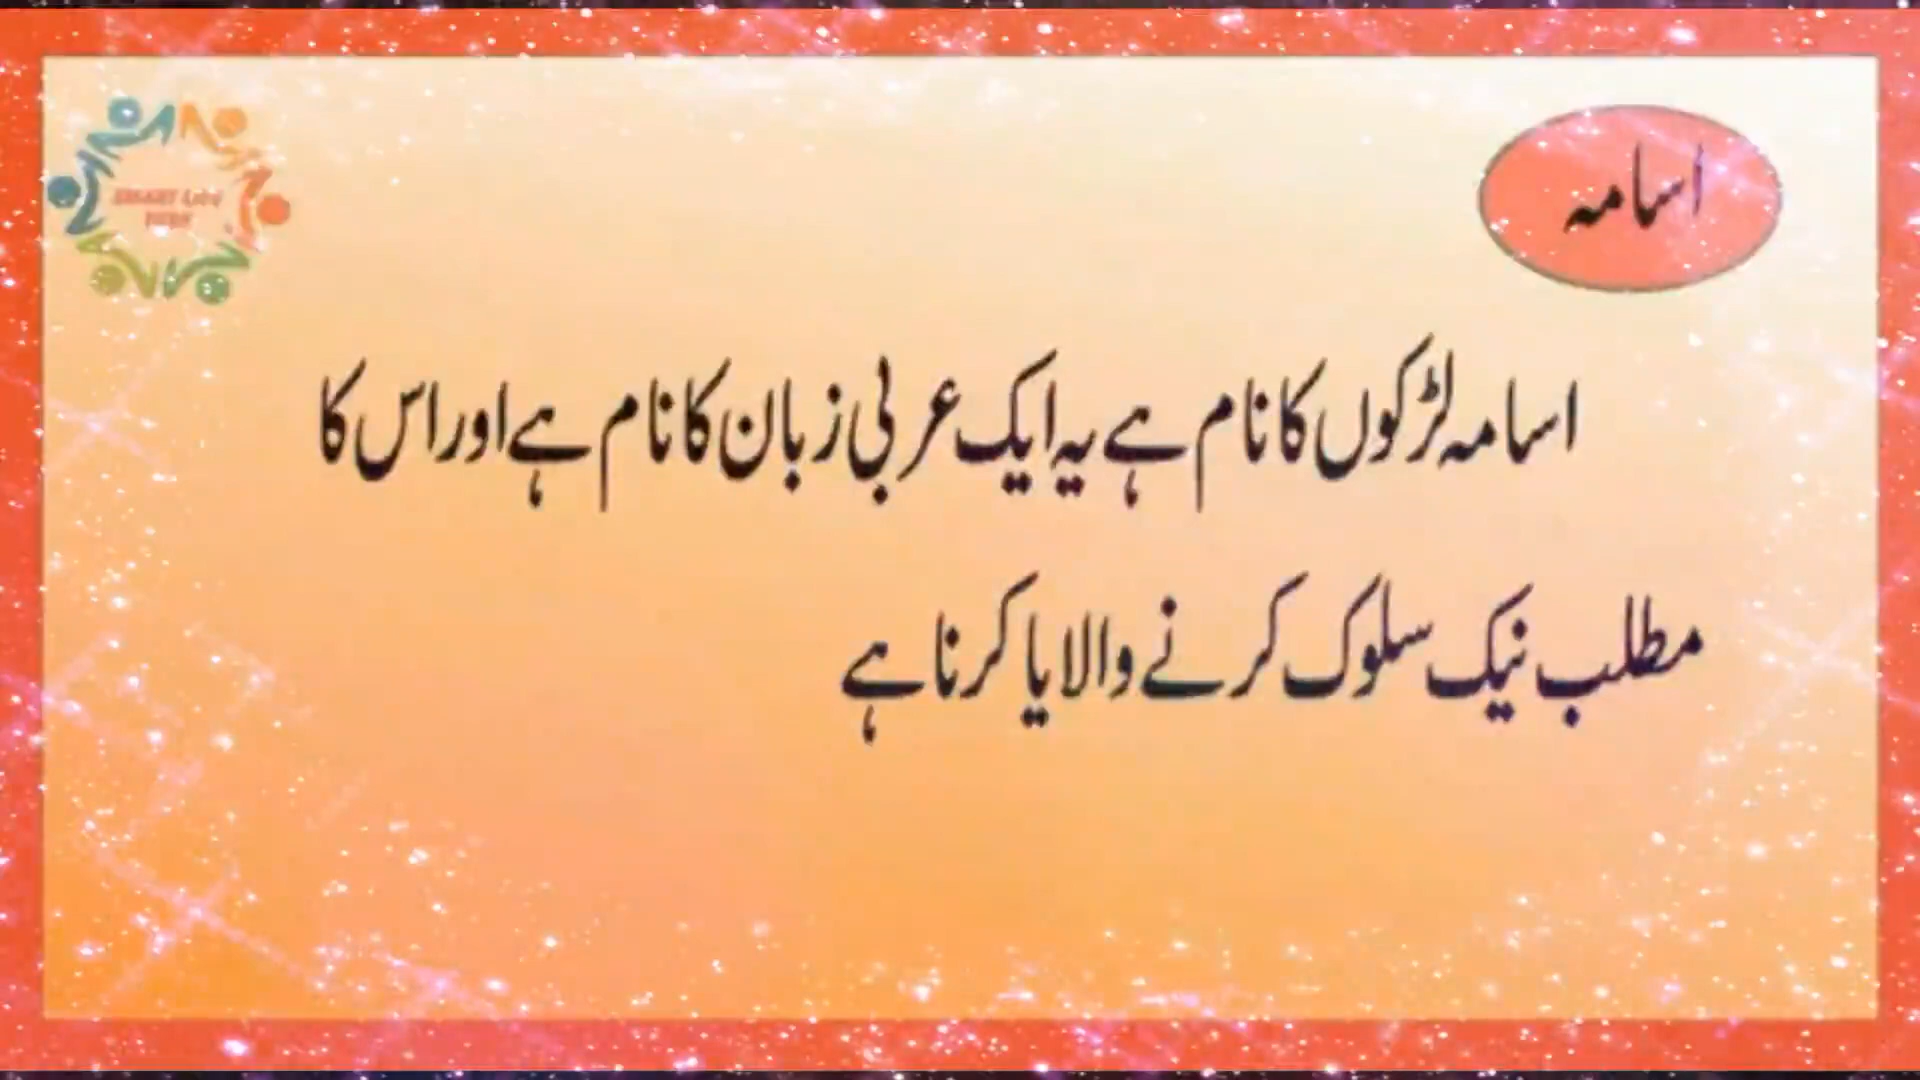 اسامہ
اسامہ لڑکوں کا نام ہے یہ ایک عربی زبان کا نام ہے اور اس کا
مطلب نیک سلوک کرنے والا یا کرنا ہے